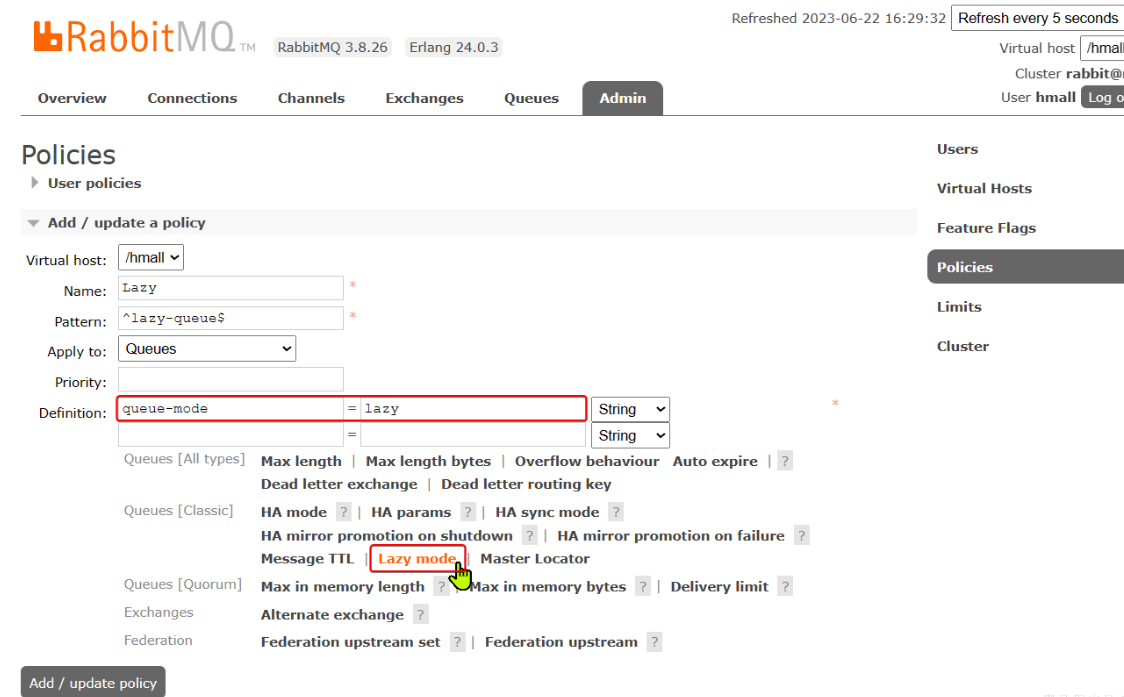 RabbitMQ TM RabbitMQ 3.8.26 Erlang 24.0.3
Refreshed 2023-06-22 16:29:32 Refresh every 5 seconds
Virtual host /hmall
Cluster rabbit@
User hmall Log o
Overview Connections Channels Exchanges Queues Admin
Policies
User policies
Add / update a policy
Virtual host: /hmall
Name: Lazy *
Pattern: ^lazy-queue$ *
Apply to: Queues
Priority:
Definition: queue-mode = lazy String *
= String
Queues [All types] Max length | Max length bytes | Overflow behaviour Auto expire | ?
Dead letter exchange | Dead letter routing key
Queues [Classic] HA mode ? | HA params ? | HA sync mode ?
HA mirror promotion on shutdown ? | HA mirror promotion on failure ?
Message TTL | Lazy mode | Master Locator
Queues [Quorum] Max in memory length ? | Max in memory bytes ? | Delivery limit ?
Exchanges Alternate exchange ?
Federation Federation upstream set ? | Federation upstream ?
Add / update policy
Users
Virtual Hosts
Feature Flags
Policies
Limits
Cluster